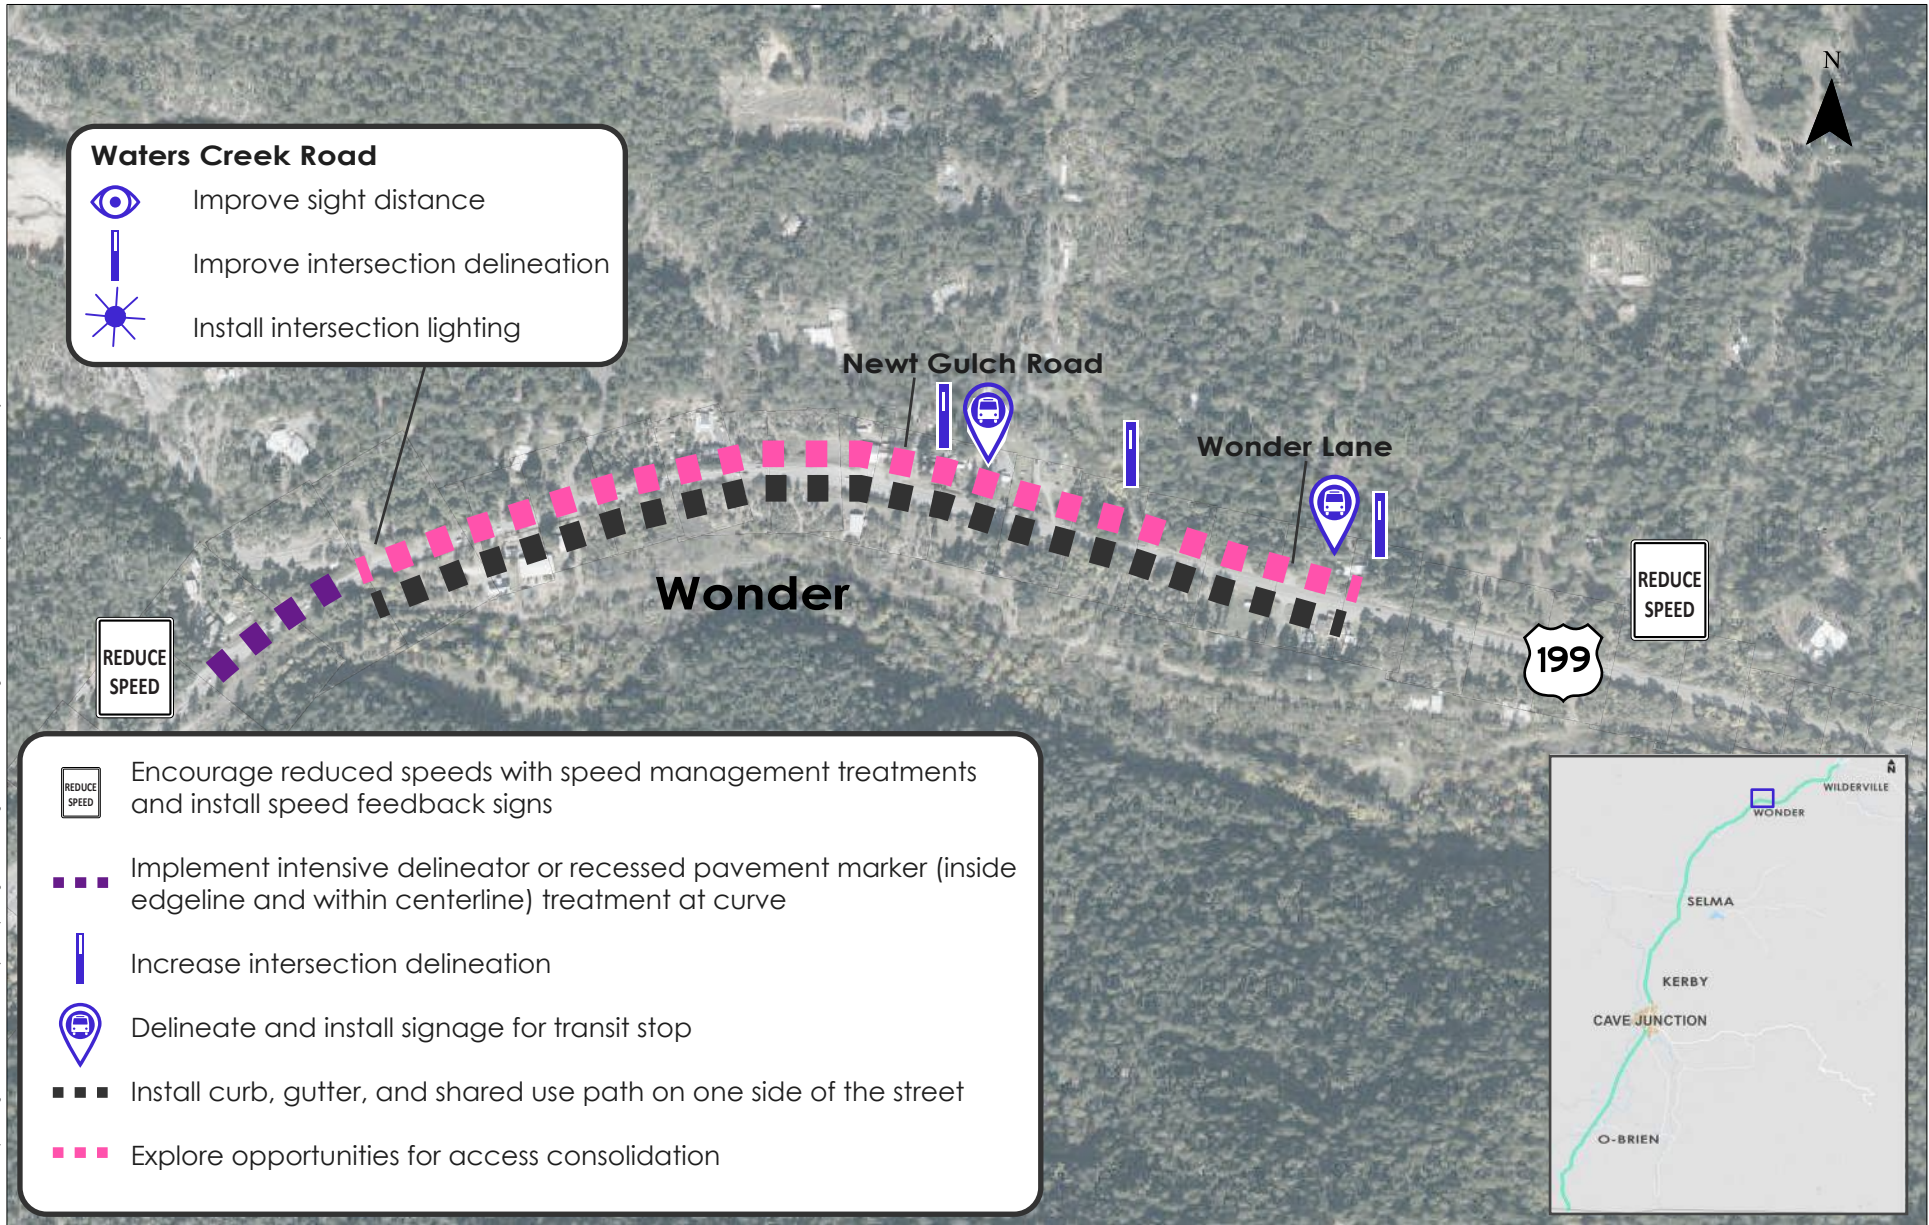 N
Waters Creek Road
Improve sight distance
Improve intersection delineation
Install intersection lighting
Newt Gulch Road
Wonder Lane
Wonder
REDUCE
SPEED
REDUCE
SPEED
199
REDUCE
SPEED
Encourage reduced speeds with speed management treatments
and install speed feedback signs
Implement intensive delineator or recessed pavement marker (inside
edgeline and within centerline) treatment at curve
Increase intersection delineation
Delineate and install signage for transit stop
Install curb, gutter, and shared use path on one side of the street
Explore opportunities for access consolidation
N
WILDERVILLE
WONDER
SELMA
KERBY
CAVE JUNCTION
O-BRIEN